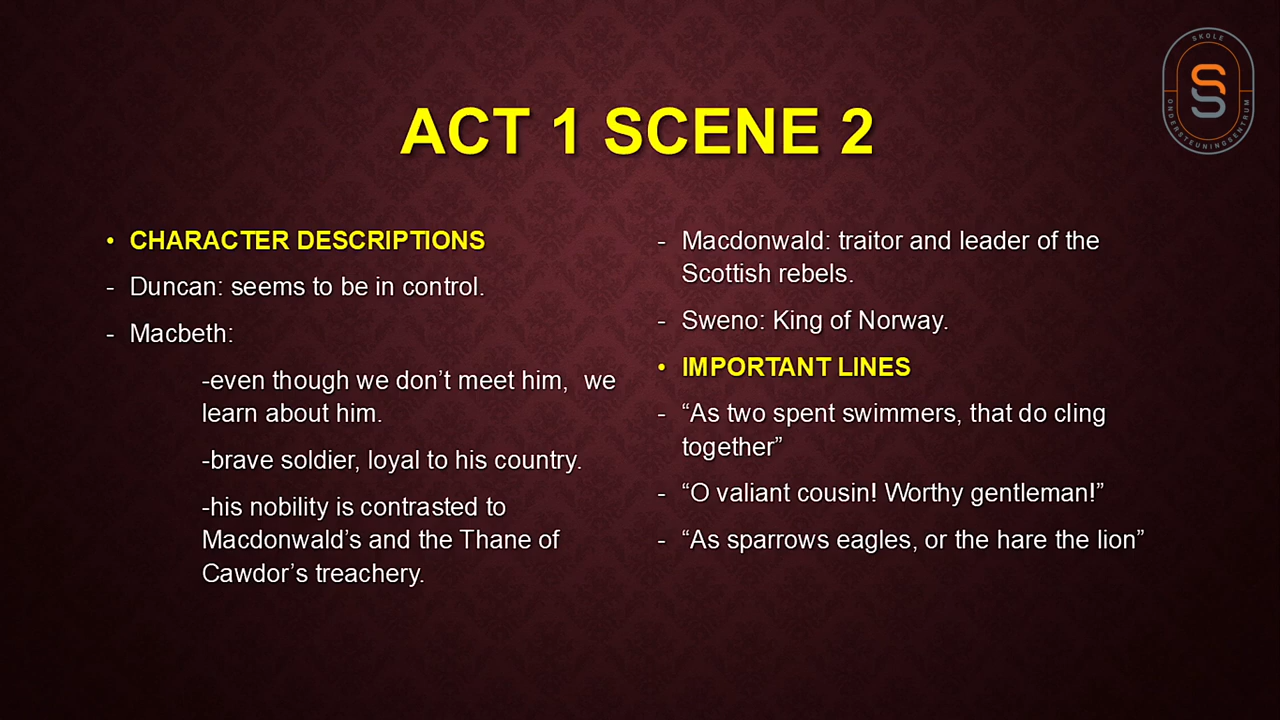 SKOLE
ONDERSTEUNINGSENTRUM
ACT 1 SCENE 2
• CHARACTER DESCRIPTIONS
- Duncan: seems to be in control.
- Macbeth:
-even though we don’t meet him,  we
learn about him.
-brave soldier, loyal to his country.
-his nobility is contrasted to
Macdonwald’s and the Thane of
Cawdor’s treachery.
- Macdonwald: traitor and leader of the
Scottish rebels.
- Sweno: King of Norway.
• IMPORTANT LINES
- “As two spent swimmers, that do cling
together”
- “O valiant cousin! Worthy gentleman!”
- “As sparrows eagles, or the hare the lion”